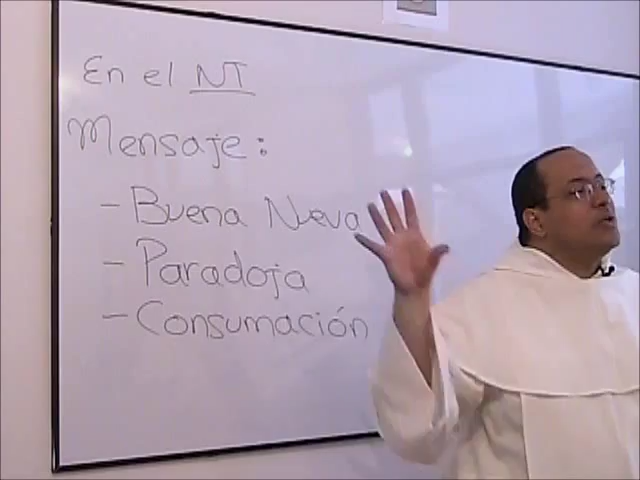 En el NT
Mensaje:
- Buena Nueva
- Paradoja
- Consumación